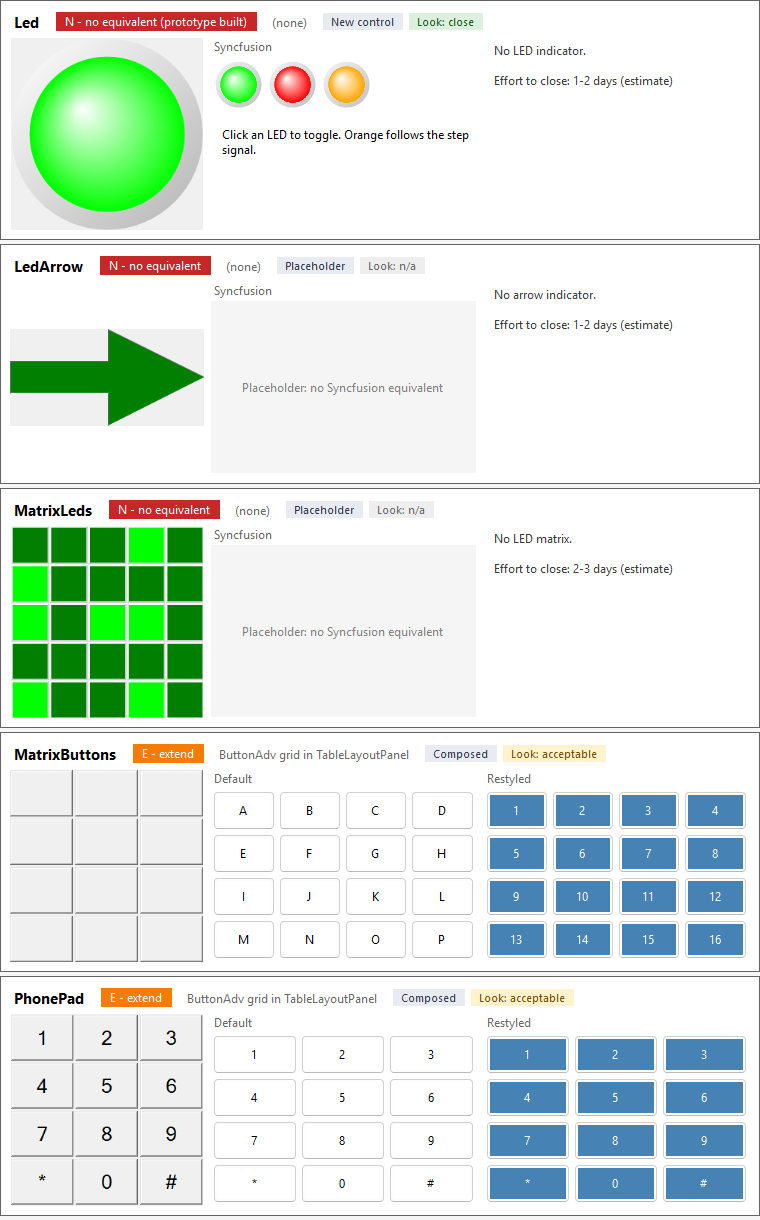 Led N - no equivalent (prototype built) (none) New control Look: close
Syncfusion
No LED indicator.
Effort to close: 1-2 days (estimate)
Click an LED to toggle. Orange follows the step
signal.
LedArrow N - no equivalent (none) Placeholder Look: n/a
Syncfusion
No arrow indicator.
Effort to close: 1-2 days (estimate)
Placeholder: no Syncfusion equivalent
MatrixLeds N - no equivalent (none) Placeholder Look: n/a
Syncfusion
No LED matrix.
Effort to close: 2-3 days (estimate)
Placeholder: no Syncfusion equivalent
MatrixButtons E - extend ButtonAdv grid in TableLayoutPanel Composed Look: acceptable
Default Restyled
A B C D 1 2 3 4
E F G H 5 6 7 8
I J K L 9 10 11 12
M N O P 13 14 15 16
PhonePad E - extend ButtonAdv grid in TableLayoutPanel Composed Look: acceptable
Default Restyled
1 2 3 1 2 3 1 2 3
4 5 6 4 5 6 4 5 6
7 8 9 7 8 9 7 8 9
* 0 # * 0 # * 0 #